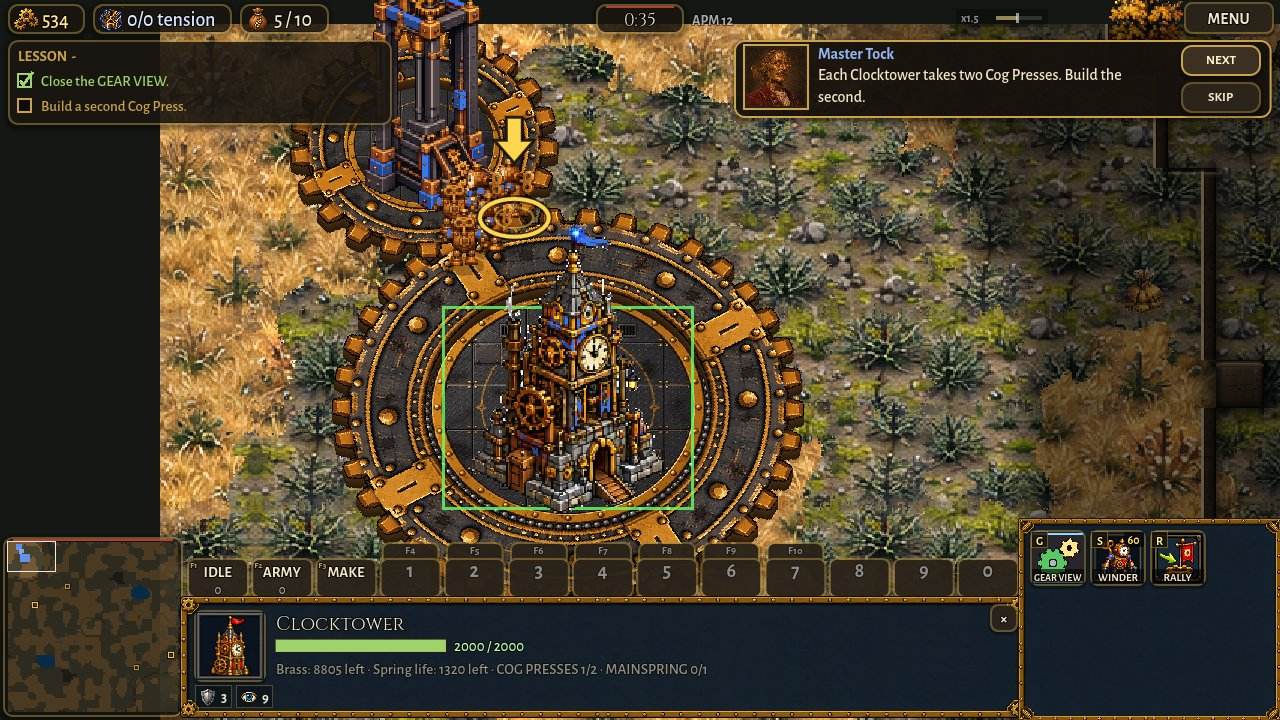 534
0/0 tension
5 / 10
0:35
APM 12
x1.5
MENU
LESSON -
Close the GEAR VIEW.
Build a second Cog Press.
Master Tock
Each Clocktower takes two Cog Presses. Build the
second.
NEXT
SKIP
F1 IDLE 0
F2 ARMY 0
F3 MAKE
F4 1
F5 2
F6 3
F7 4
F8 5
F9 6
F10 7
8
9
0
CLOCKTOWER
2000 / 2000
Brass: 8805 left · Spring life: 1320 left · COG PRESSES 1/2 · MAINSPRING 0/1
3
9
×
G GEAR VIEW
S 60 WINDER
R RALLY